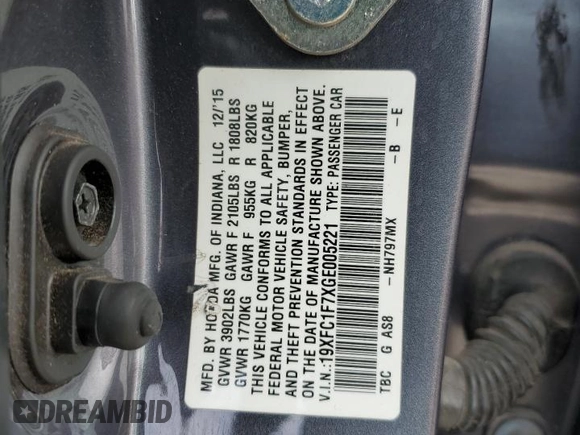 MFD. BY HONDA MFG. OF INDIANA, LLC 12/'15
GVWR 3902LBS GAWR F 2105LBS R 1808LBS
GVWR 1770KG GAWR F 955KG R 820KG
THIS VEHICLE CONFORMS TO ALL APPLICABLE
FEDERAL MOTOR VEHICLE SAFETY, BUMPER,
AND THEFT PREVENTION STANDARDS IN EFFECT
ON THE DATE OF MANUFACTURE SHOWN ABOVE.
V.I.N.:19XFC1F7XGE005221 TYPE: PASSENGER CAR
TBC G AS8 -NH797MX -B -E
DREAMBID